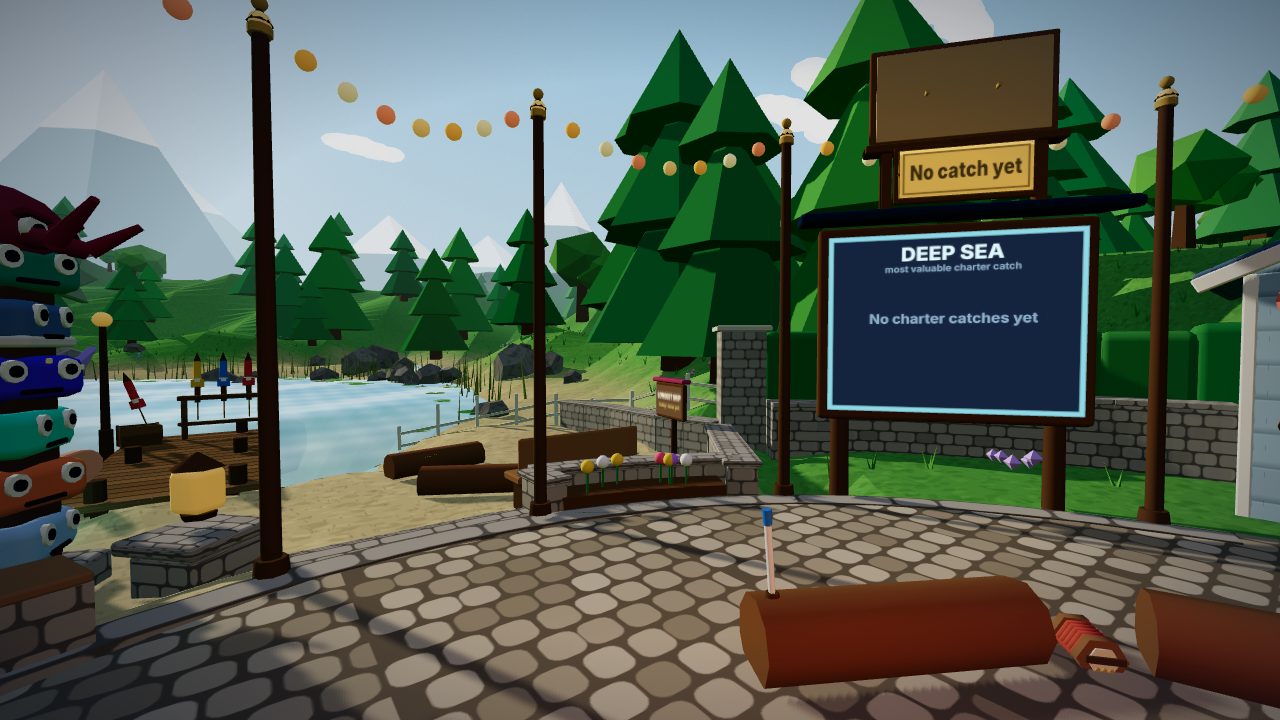 No catch yet
DEEP SEA
most valuable charter catch
No charter catches yet